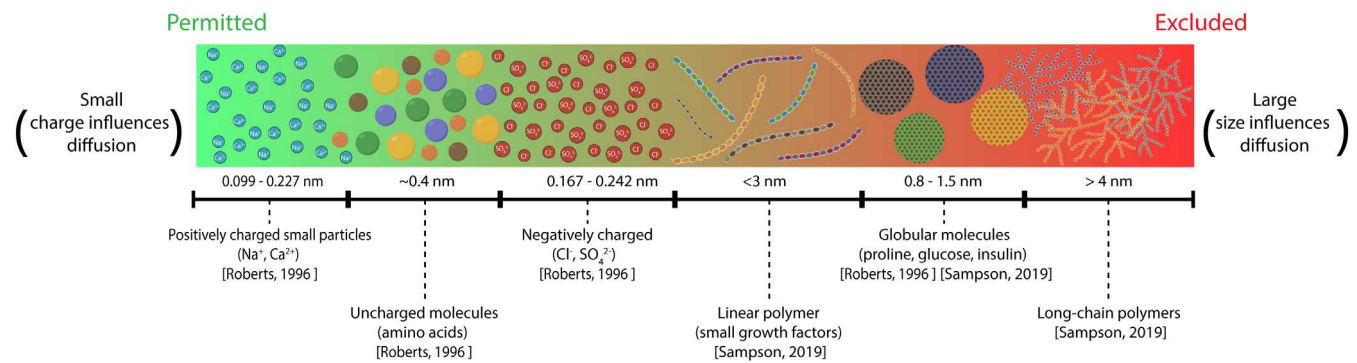 Permitted
Excluded
Small
charge influences
diffusion
Large
size influences
diffusion
0.099 - 0.227 nm
~0.4 nm
0.167 - 0.242 nm
<3 nm
0.8 - 1.5 nm
> 4 nm
Positively charged small particles
(Na⁺, Ca²⁺)
[Roberts, 1996 ]
Uncharged molecules
(amino acids)
[Roberts, 1996 ]
Negatively charged
(Cl⁻, SO₄²⁻)
[Roberts, 1996 ]
Linear polymer
(small growth factors)
[Sampson, 2019]
Globular molecules
(proline, glucose, insulin)
[Roberts, 1996 ] [Sampson, 2019]
Long-chain polymers
[Sampson, 2019]